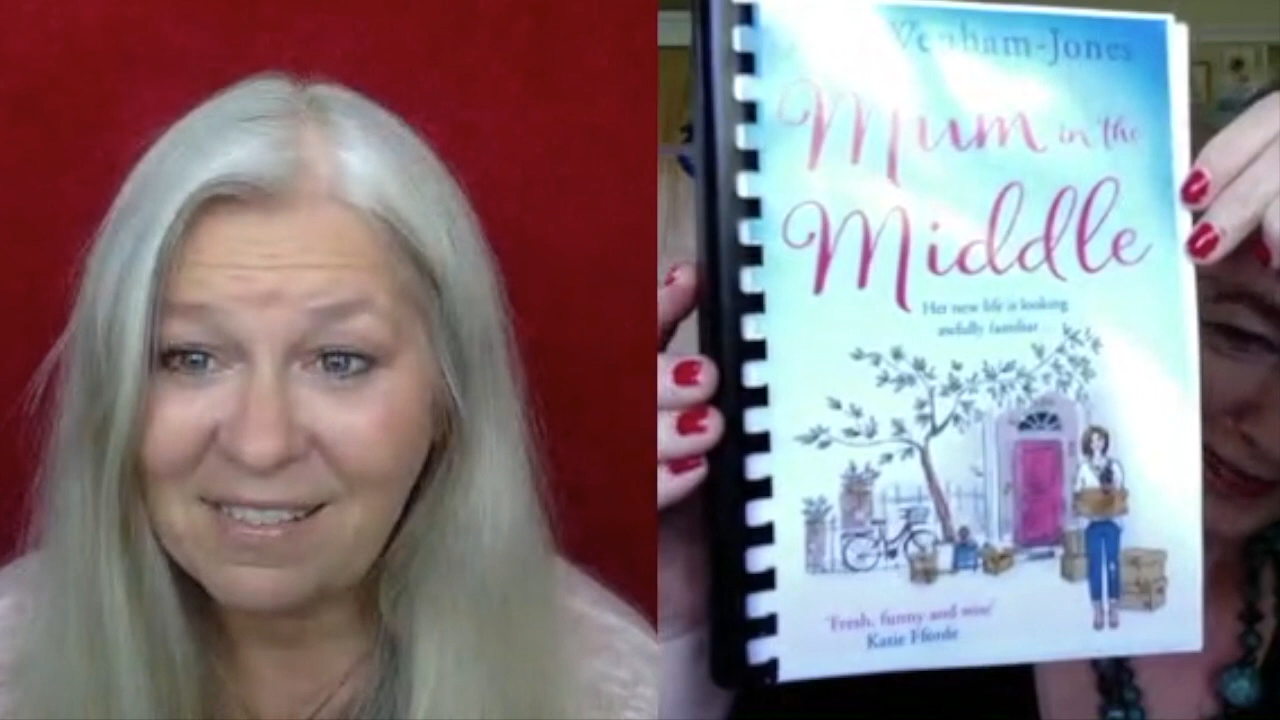 Wenham-Jones
Mum in the
Middle
Her new life is looking
awfully familiar
'Fresh, funny and wise'
Katie Fforde